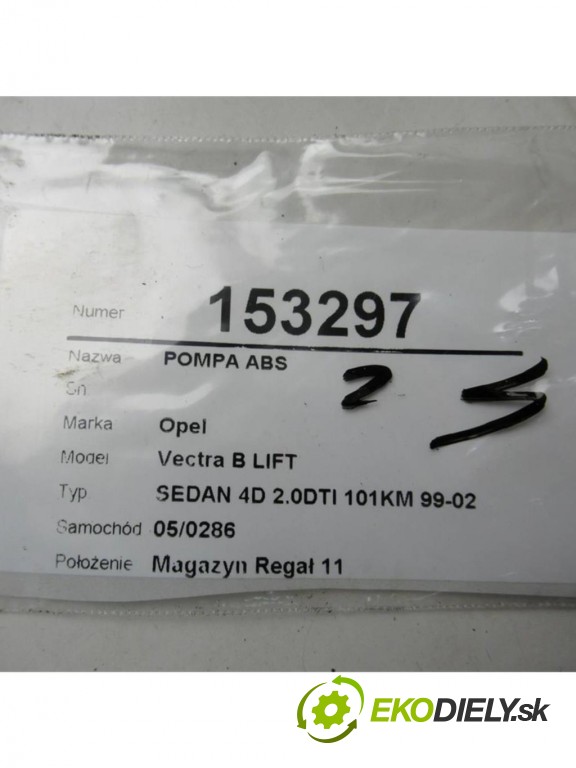 Numer 153297
Nazwa POMPA ABS
Sn 2
Marka Opel
Model Vectra B LIFT
Typ SEDAN 4D 2.0DTI 101KM 99-02
Samochód 05/0286
Położenie Magazyn Regał 11
EKODIELY.sk